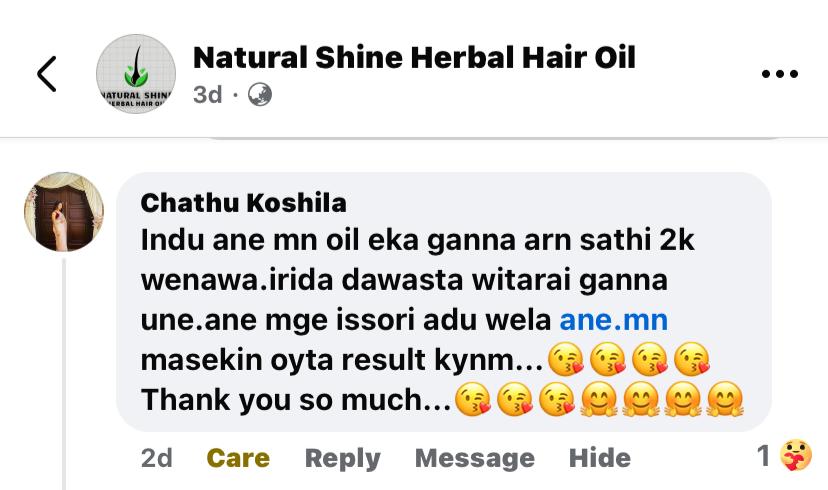 Natural Shine Herbal Hair Oil
3d ·
NATURAL SHIN
HERBAL HAIR OI
Chathu Koshila
Indu ane mn oil eka ganna arn sathi 2k
wenawa.irida dawasta witarai ganna
une.ane mge issori adu wela ane.mn
masekin oyta result kynm...😘😘😘😘
Thank you so much...😘😘😘🤗🤗🤗🤗
2d Care Reply Message Hide 1